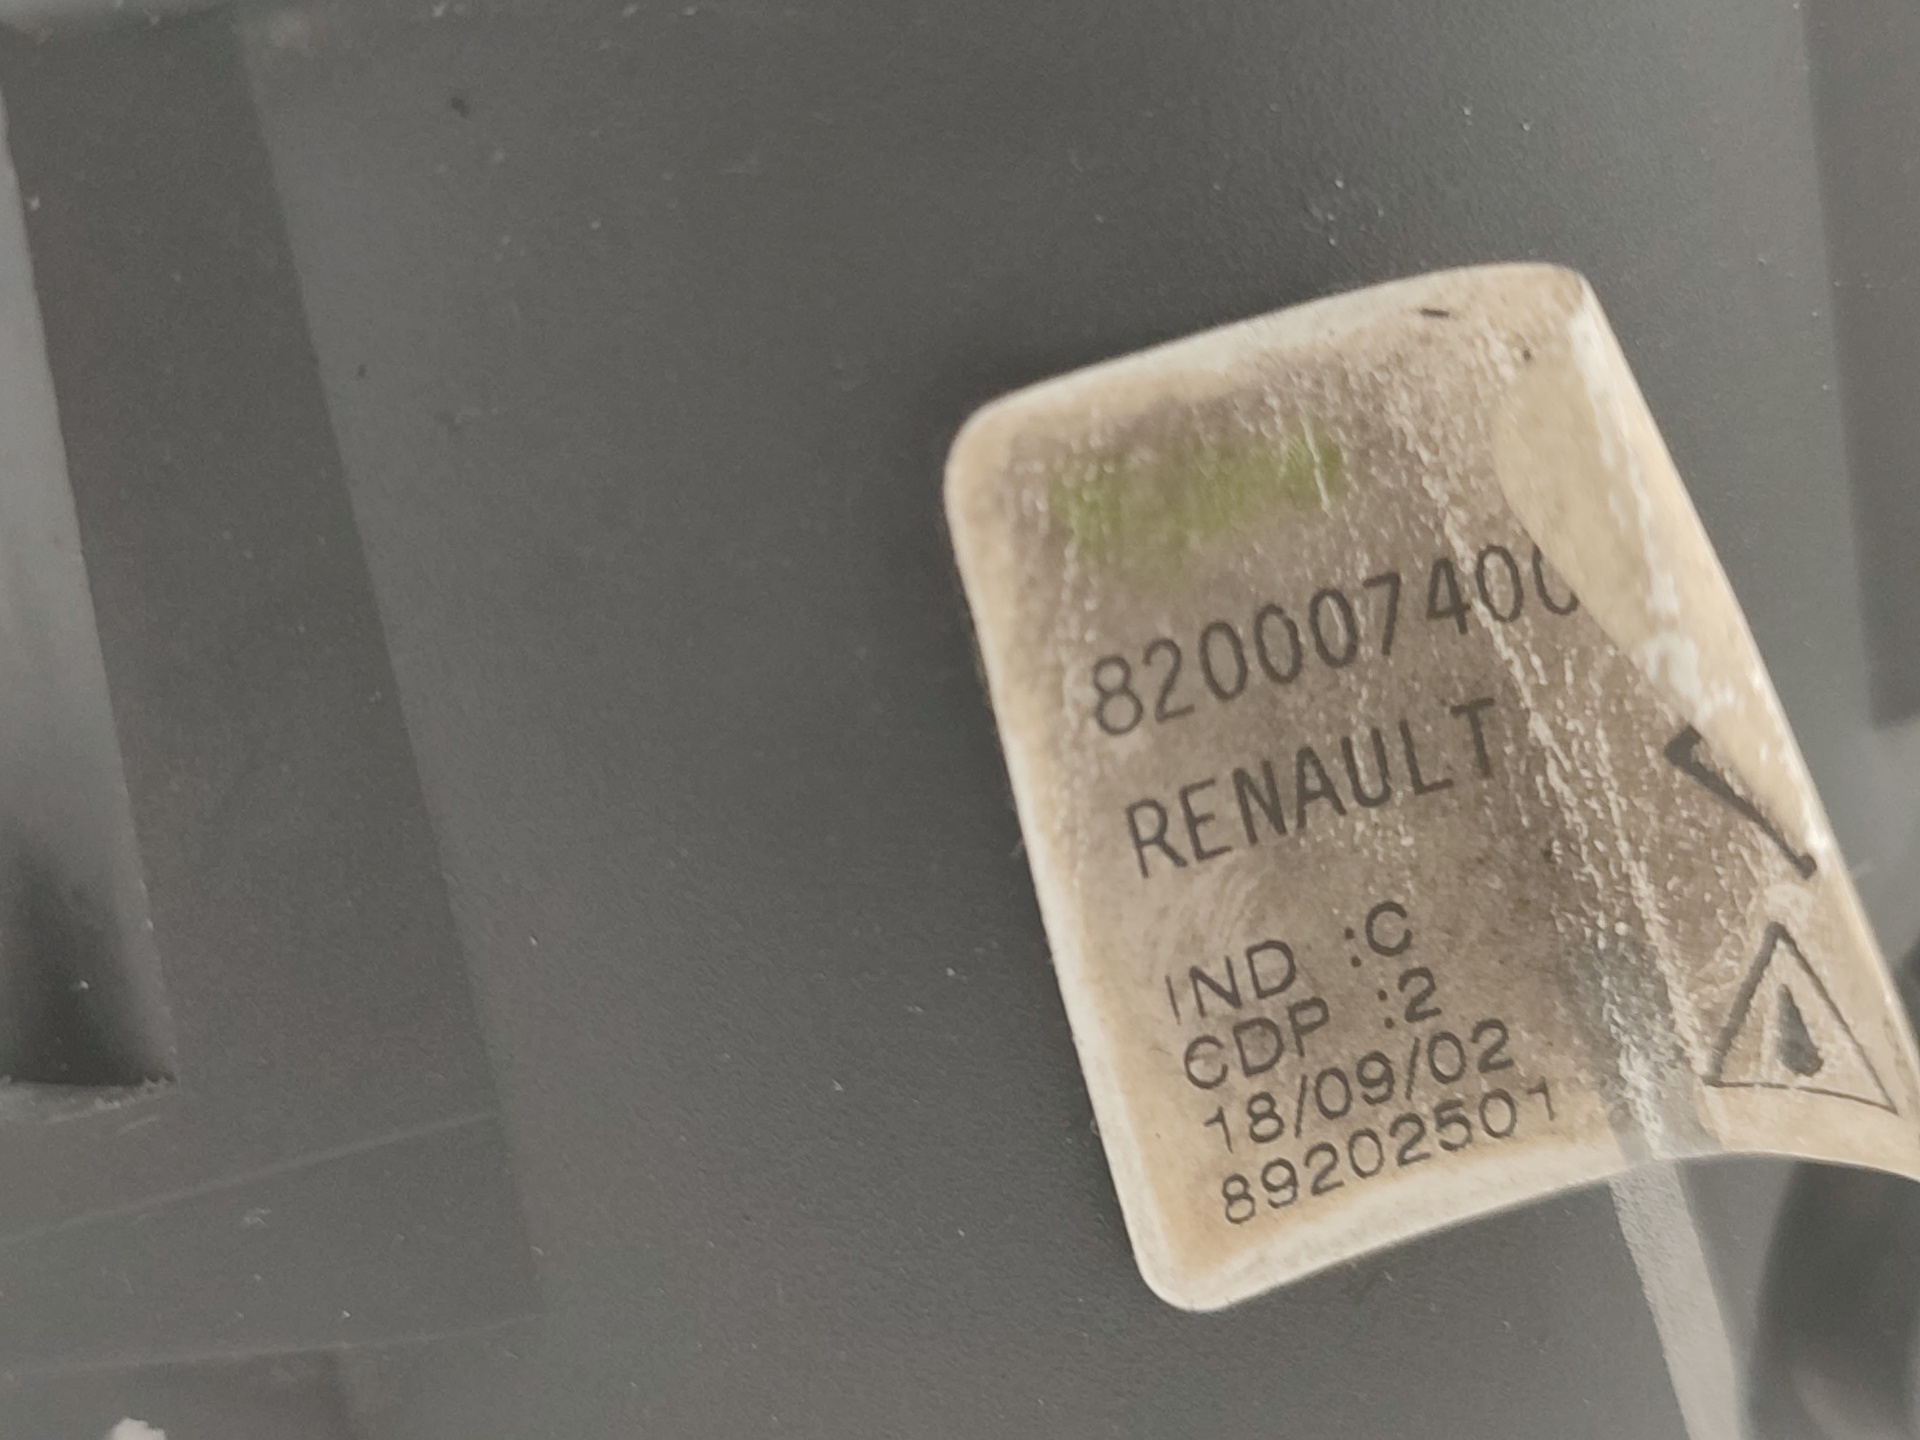 820007400
RENAULT
IND :C
CDP :2
18/09/02
89202501